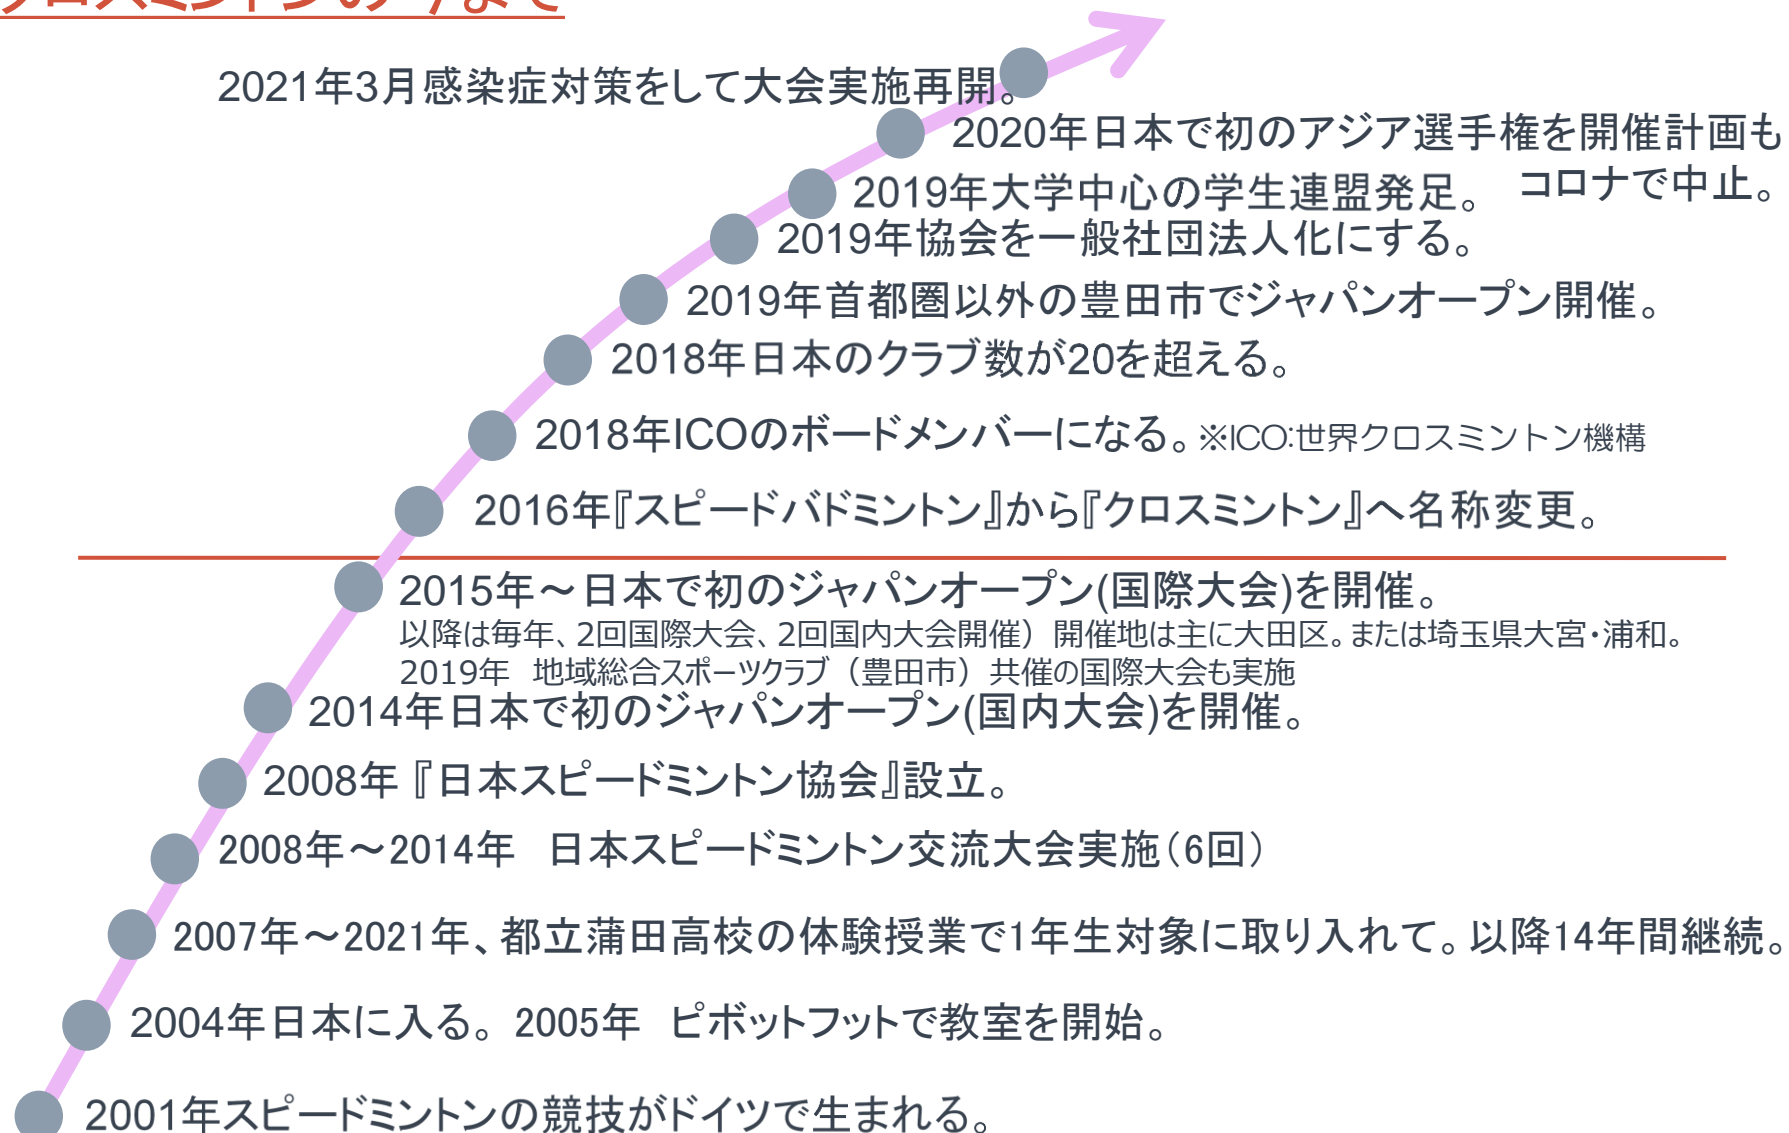 クロスミントンの今まで
2021年3月感染症対策をして大会実施再開。
2020年日本で初のアジア選手権を開催計画も
コロナで中止。
2019年大学中心の学生連盟発足。
2019年協会を一般社団法人化にする。
2019年首都圏以外の豊田市でジャパンオープン開催。
2018年日本のクラブ数が20を超える。
2018年ICOのボードメンバーになる。※ICO:世界クロスミントン機構
2016年『スピードバドミントン』から『クロスミントン』へ名称変更。
2015年～日本で初のジャパンオープン(国際大会)を開催。
以降は毎年、2回国際大会、2回国内大会開催）開催地は主に大田区。または埼玉県大宮・浦和。
2019年　地域総合スポーツクラブ（豊田市）共催の国際大会も実施
2014年日本で初のジャパンオープン(国内大会)を開催。
2008年『日本スピードミントン協会』設立。
2008年～2014年　日本スピードミントン交流大会実施（6回）
2007年～2021年、都立蒲田高校の体験授業で1年生対象に取り入れて。以降14年間継続。
2004年日本に入る。2005年　ピボットフットで教室を開始。
2001年スピードミントンの競技がドイツで生まれる。